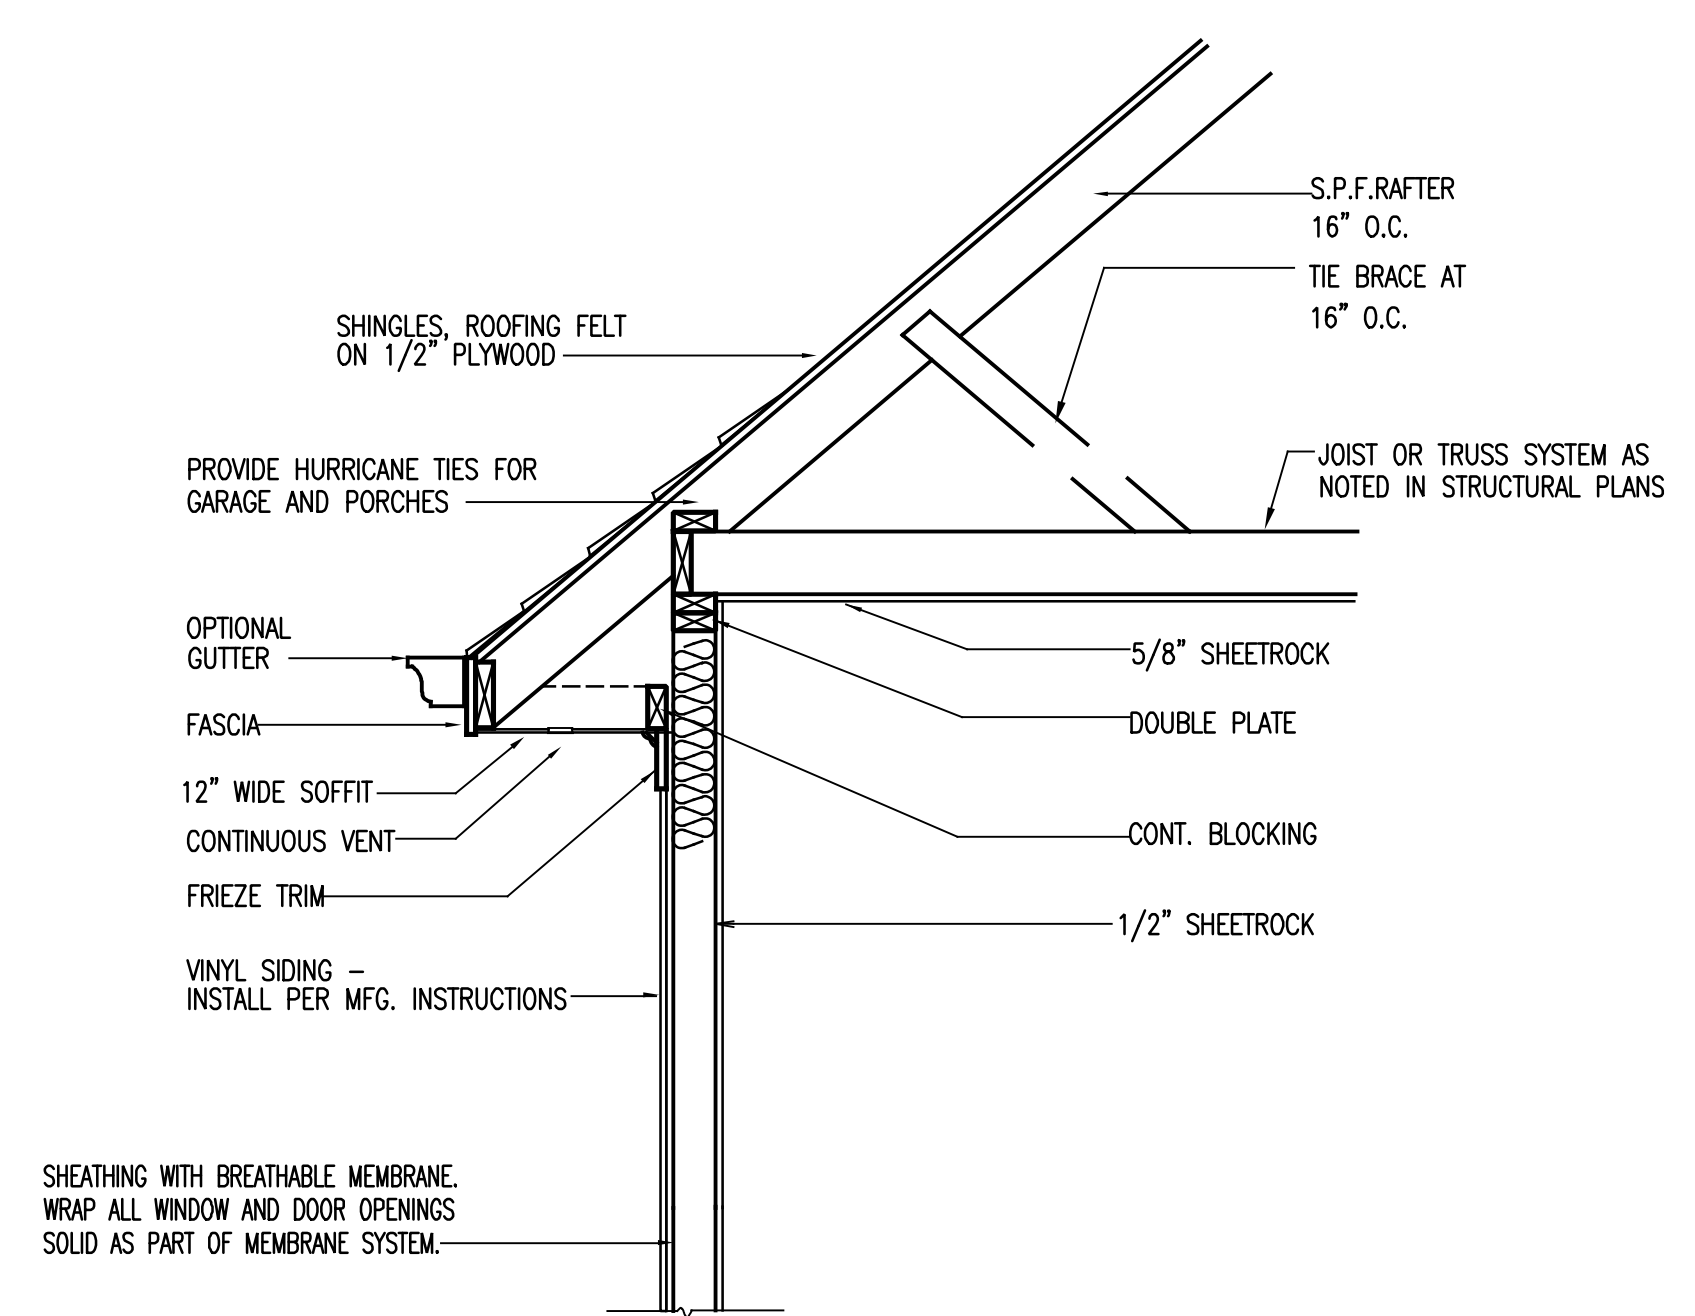 S.P.F.RAFTER
16" O.C.
TIE BRACE AT
16" O.C.
SHINGLES, ROOFING FELT
ON 1/2" PLYWOOD
JOIST OR TRUSS SYSTEM AS
NOTED IN STRUCTURAL PLANS
PROVIDE HURRICANE TIES FOR
GARAGE AND PORCHES
OPTIONAL
GUTTER
5/8" SHEETROCK
FASCIA
DOUBLE PLATE
12" WIDE SOFFIT
CONTINUOUS VENT
CONT. BLOCKING
FRIEZE TRIM
1/2" SHEETROCK
VINYL SIDING –
INSTALL PER MFG. INSTRUCTIONS
SHEATHING WITH BREATHABLE MEMBRANE.
WRAP ALL WINDOW AND DOOR OPENINGS
SOLID AS PART OF MEMBRANE SYSTEM.